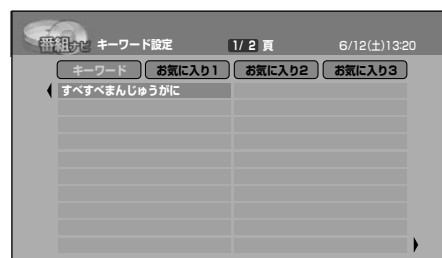 番組ナビ キーワード設定 1/ 2 頁 6/12(土)13:20
キーワード お気に入り1 お気に入り2 お気に入り3
すべすべまんじゅうがに